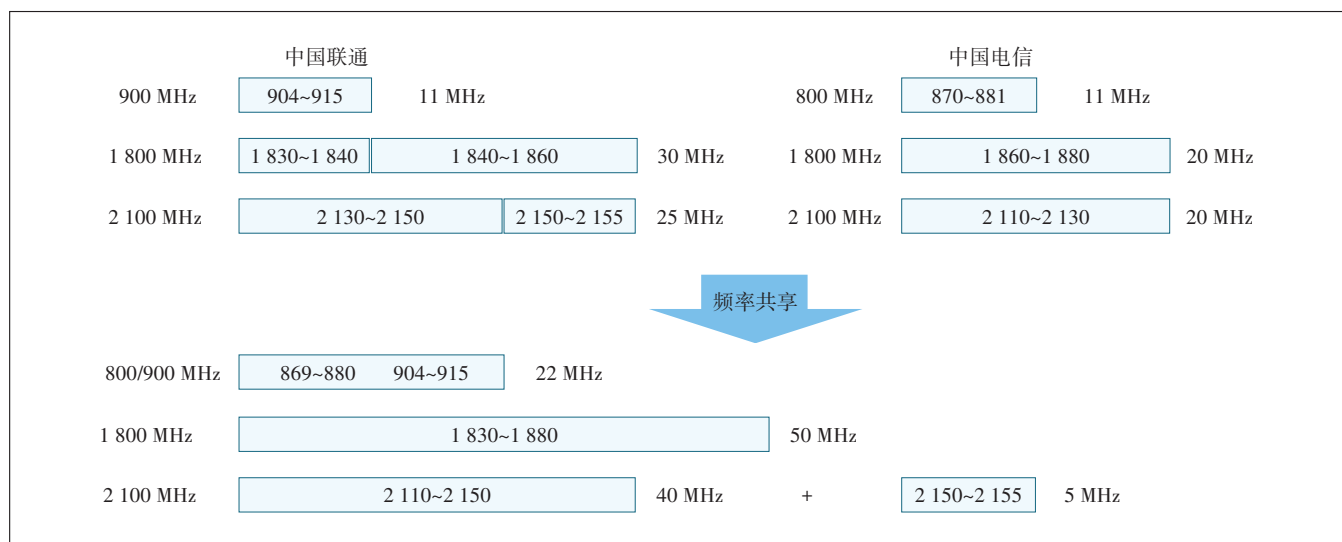 中国联通 中国电信
900 MHz 904~915 11 MHz 800 MHz 870~881 11 MHz
1 800 MHz 1 830~1 840 1 840~1 860 30 MHz 1 800 MHz 1 860~1 880 20 MHz
2 100 MHz 2 130~2 150 2 150~2 155 25 MHz 2 100 MHz 2 110~2 130 20 MHz
频率共享
800/900 MHz 869~880 904~915 22 MHz
1 800 MHz 1 830~1 880 50 MHz
2 100 MHz 2 110~2 150 40 MHz + 2 150~2 155 5 MHz